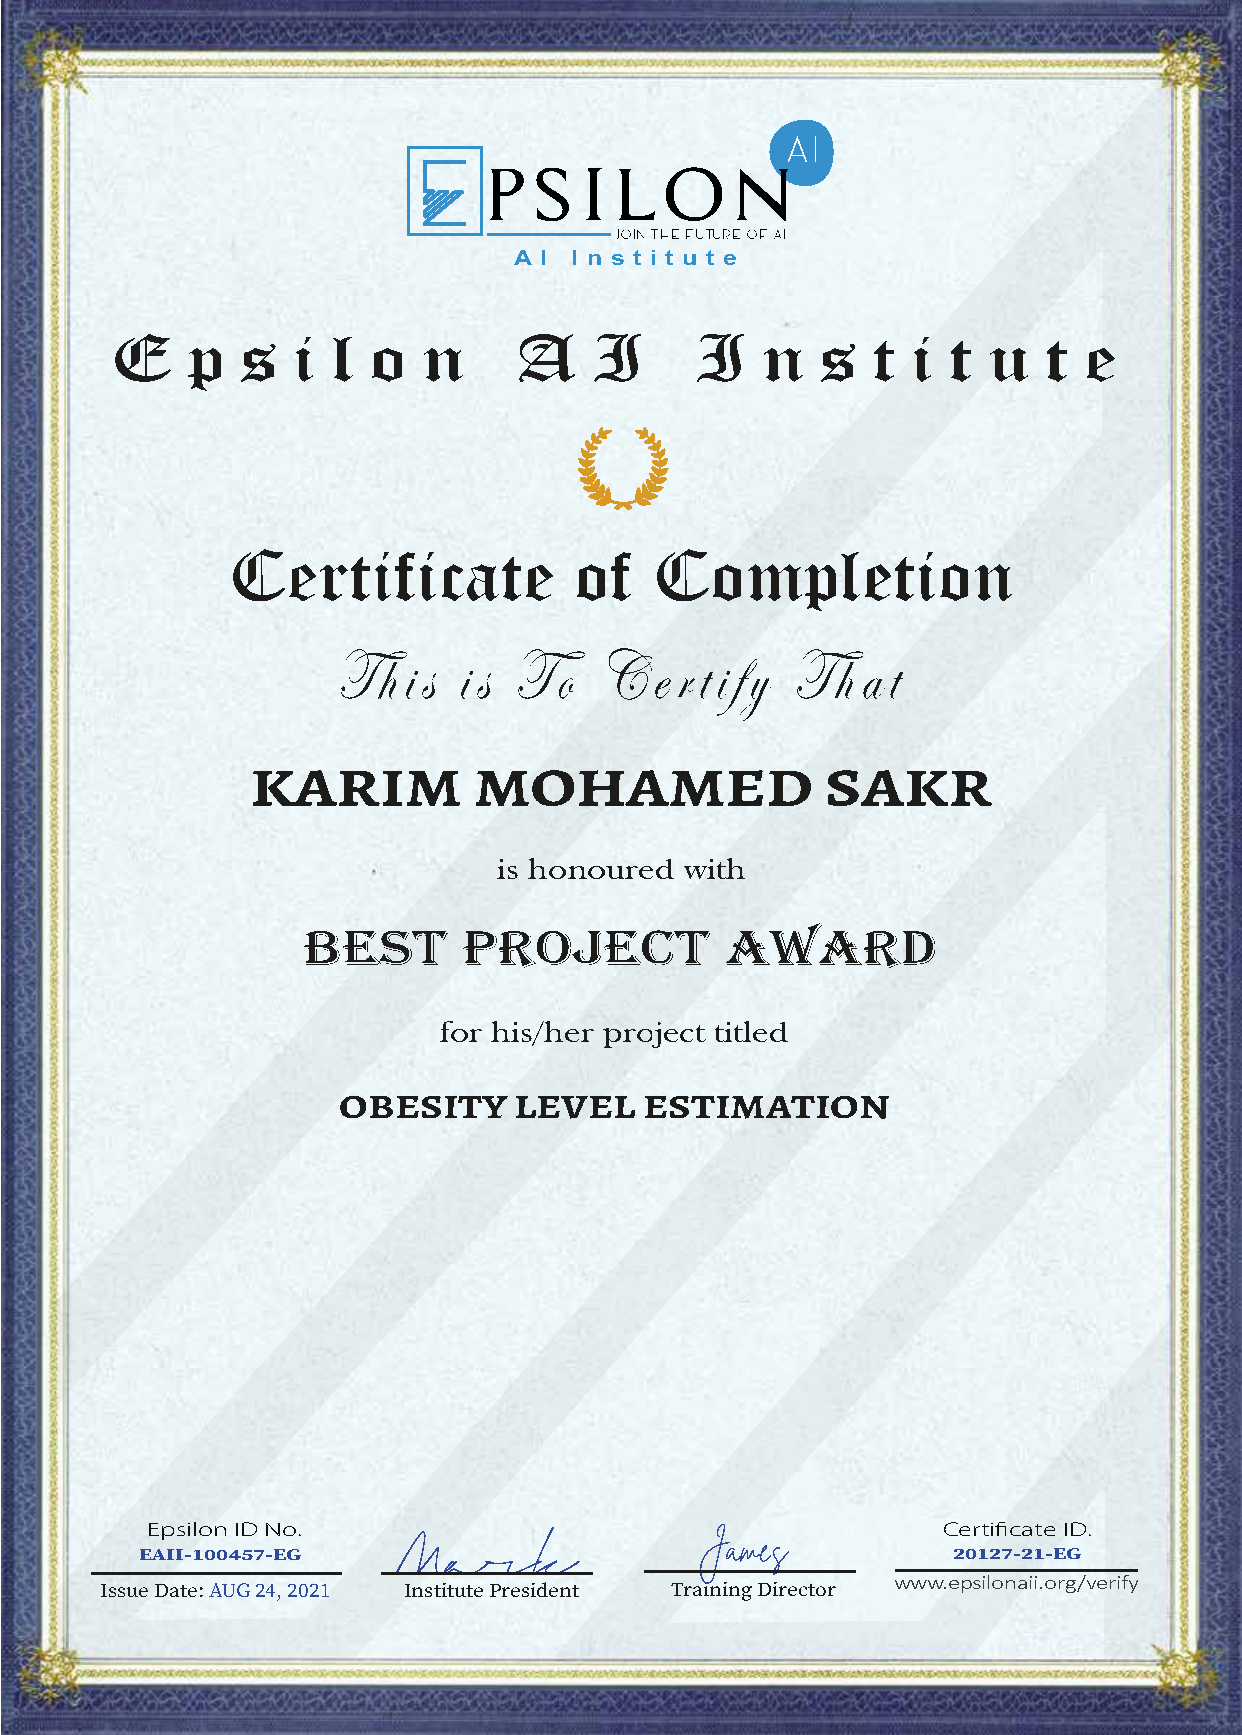 EPSILON AI
JOIN THE FUTURE OF AI
AI Institute
Epsilon AI Institute
Certificate of Completion
This is To Certify That
KARIM MOHAMED SAKR
is honoured with
BEST PROJECT AWARD
for his/her project titled
OBESITY LEVEL ESTIMATION
Epsilon ID No.
EAII-100457-EG
Issue Date: AUG 24, 2021
Mark
Institute President
James
Training Director
Certificate ID.
20127-21-EG
www.epsilonaii.org/verify